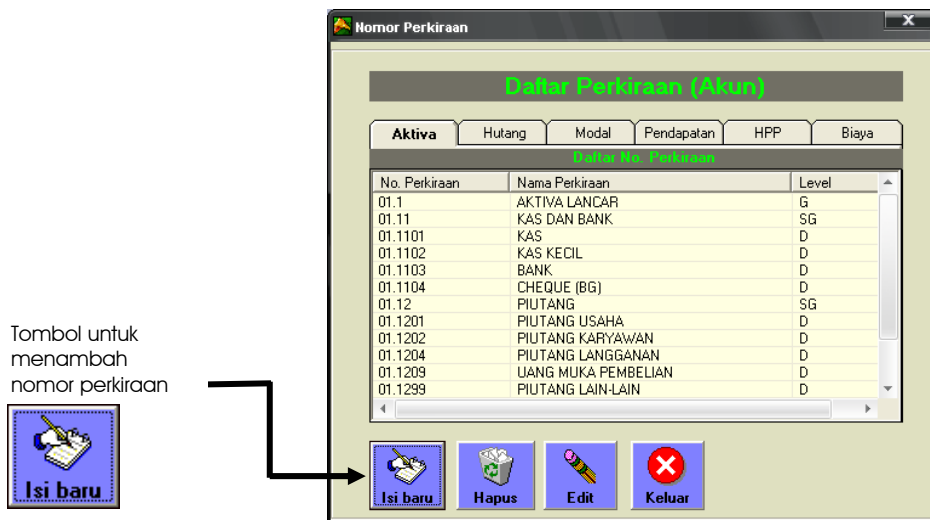 Nomor Perkiraan
x
Daftar Perkiraan (Akun)
Aktiva Hutang Modal Pendapatan HPP Biaya
Daftar No. Perkiraan
No. Perkiraan Nama Perkiraan Level
01.1 AKTIVA LANCAR G
01.11 KAS DAN BANK SG
01.1101 KAS D
01.1102 KAS KECIL D
01.1103 BANK D
01.1104 CHEQUE (BG) D
01.12 PIUTANG SG
01.1201 PIUTANG USAHA D
01.1202 PIUTANG KARYAWAN D
01.1204 PIUTANG LANGGANAN D
01.1209 UANG MUKA PEMBELIAN D
01.1299 PIUTANG LAIN-LAIN D
Tombol untuk
menambah
nomor perkiraan
Isi baru
Isi baru Hapus Edit Keluar